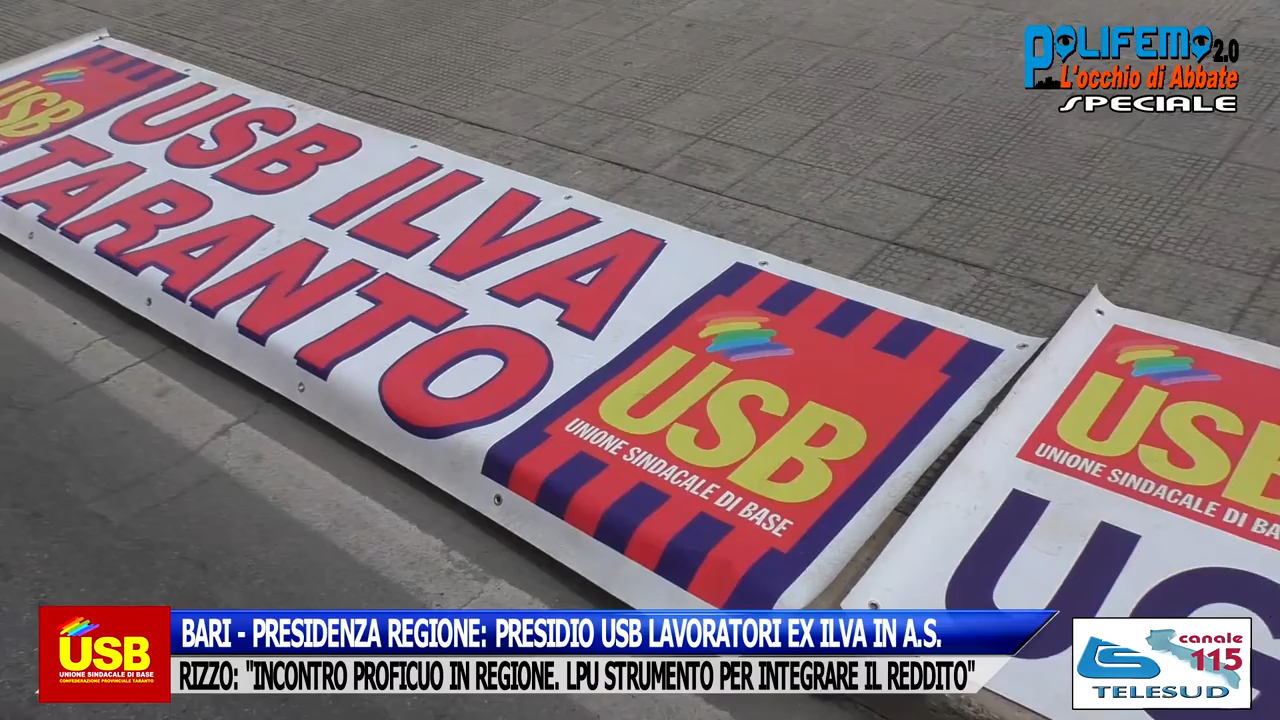 POLIFEMO 2.0
L'occhio di Abbate
SPECIALE
USB
USB ILVA
TARANTO
USB
UNIONE SINDACALE DI BASE
USB
UNIONE SINDACALE DI
USB
UNIONE SINDACALE DI BASE
CONFEDERAZIONE PROVINCIALE TARANTO
BARI - PRESIDENZA REGIONE: PRESIDIO USB LAVORATORI EX ILVA IN A.S.
RIZZO: "INCONTRO PROFICUO IN REGIONE. LPU STRUMENTO PER INTEGRARE IL REDDITO"
canale
115
TELESUD